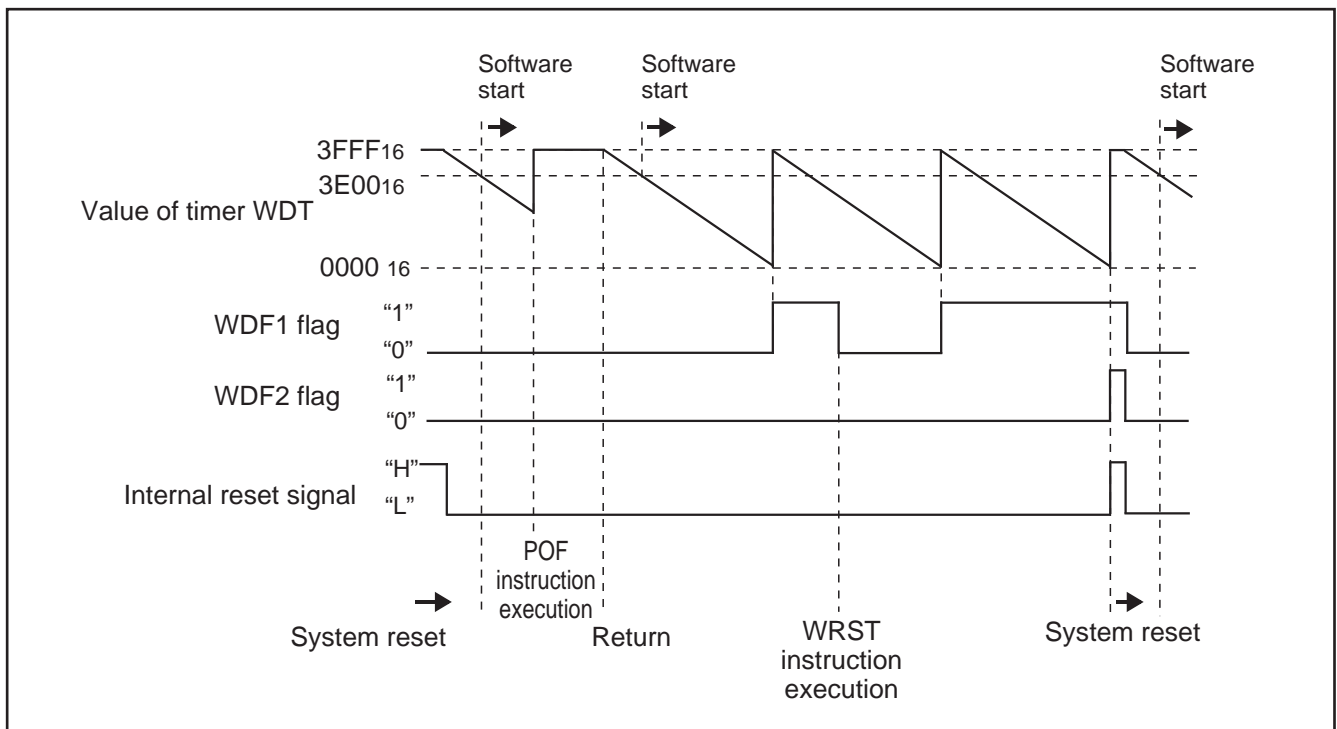 Software start
Software start
Software start
3FFF16
3E0016
Value of timer WDT
0000 16
“1”
WDF1 flag
“0”
“1”
WDF2 flag
“0”
“H”
Internal reset signal
“L”
POF
instruction
execution
System reset
Return
WRST
instruction
execution
System reset